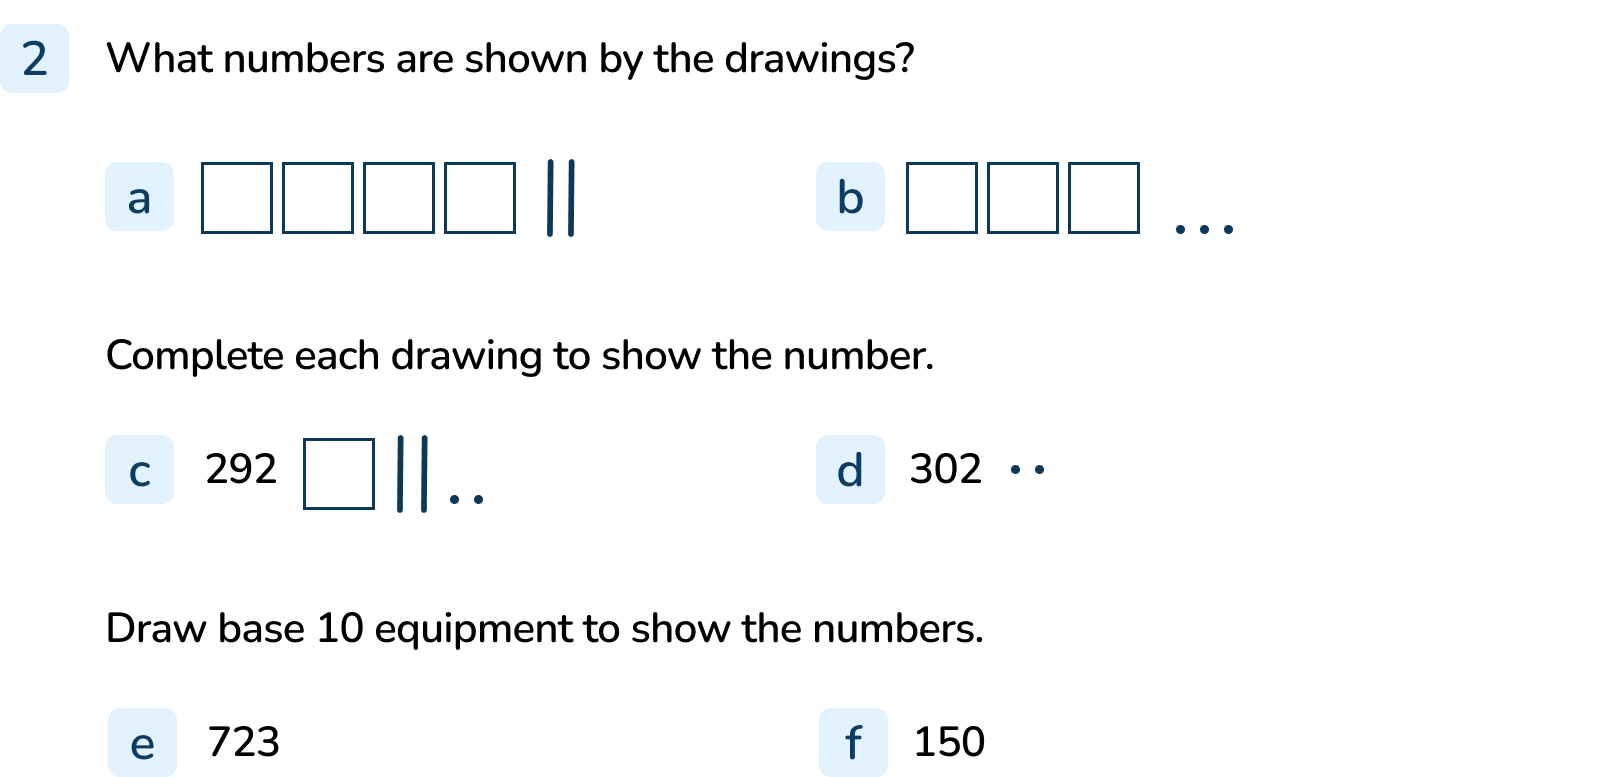 2 What numbers are shown by the drawings?
a b
Complete each drawing to show the number.
c 292 d 302
Draw base 10 equipment to show the numbers.
e 723 f 150